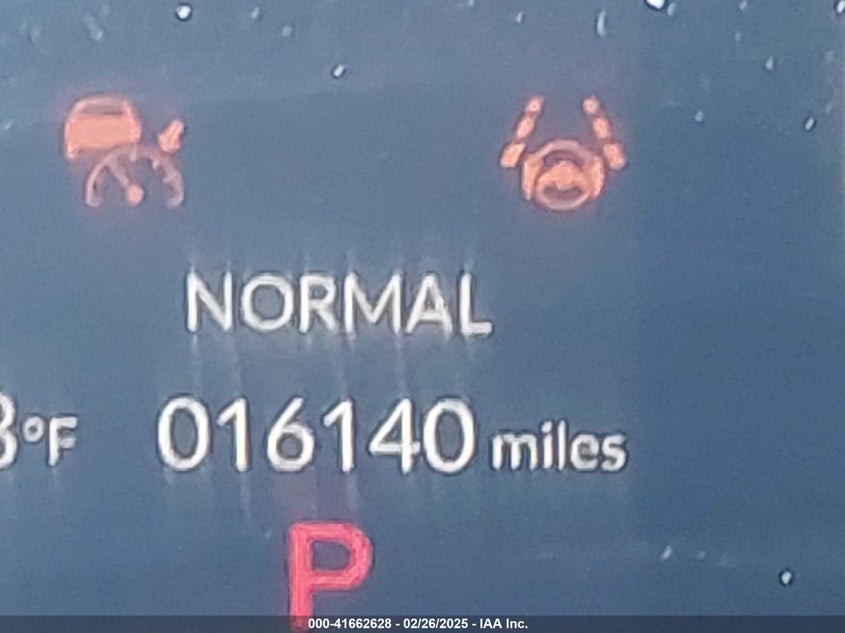 NORMAL
°F 016140 miles
P
000-41662628 - 02/26/2025 - IAA Inc.